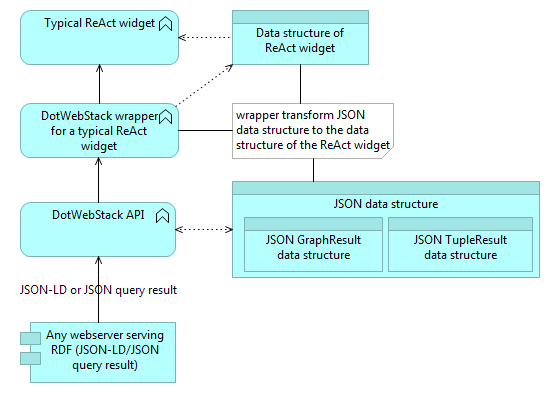 Typical ReAct widget
Data structure of
ReAct widget
DotWebStack wrapper
for a typical ReAct
widget
wrapper transform JSON
data structure to the data
structure of the ReAct widget
DotWebStack API
JSON data structure
JSON GraphResult
data structure
JSON TupleResult
data structure
JSON-LD or JSON query result
Any webserver serving
RDF (JSON-LD/JSON
query result)